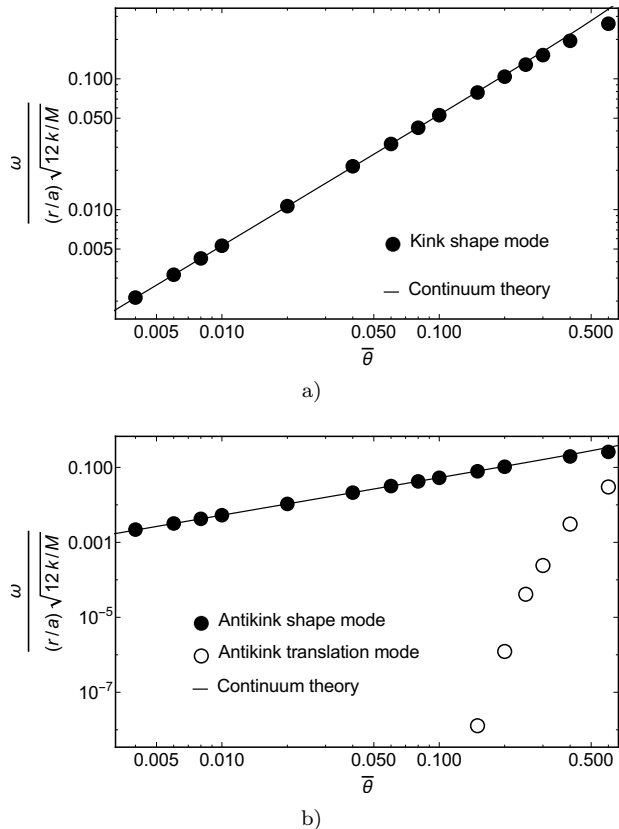 0.100
0.050
0.010
0.005
ω
(r/a) √12 k/M
● Kink shape mode
— Continuum theory
0.005 0.010 0.050 0.100 0.500
θ̅
a)
0.100
0.001
10⁻⁵
10⁻⁷
ω
(r/a) √12 k/M
● Antikink shape mode
○ Antikink translation mode
— Continuum theory
0.005 0.010 0.050 0.100 0.500
θ̅
b)